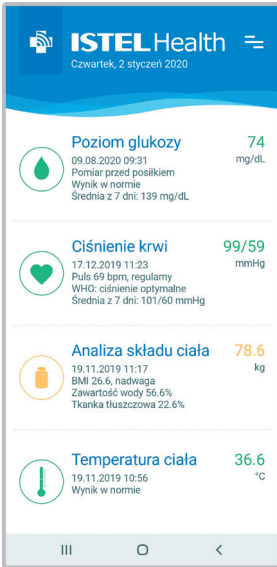 ISTEL Health
Czwartek, 2 styczeń 2020
Poziom glukozy 74
09.08.2020 09:31 mg/dL
Pomiar przed posiłkiem
Wynik w normie
Średnia z 7 dni: 139 mg/dL
Ciśnienie krwi 99/59
17.12.2019 11:23 mmHg
Puls 69 bpm, regularny
WHO: ciśnienie optymalne
Średnia z 7 dni: 101/60 mmHg
Analiza składu ciała 78.6
19.11.2019 11:17 kg
BMI 26.6, nadwaga
Zawartość wody 56.6%
Tkanka tłuszczowa 22.6%
Temperatura ciała 36.6
19.11.2019 10:56 °C
Wynik w normie